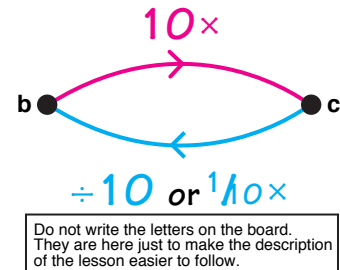 10×
b c
÷10 or 1/10×
Do not write the letters on the board.
They are here just to make the description
of the lesson easier to follow.